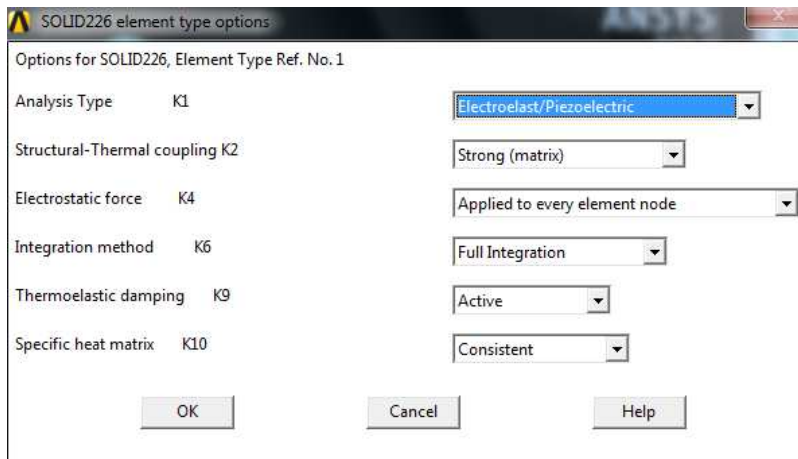 SOLID226 element type options
ANSYS
Options for SOLID226, Element Type Ref. No. 1
Analysis Type K1 Electroelast/Piezoelectric
Structural-Thermal coupling K2 Strong (matrix)
Electrostatic force K4 Applied to every element node
Integration method K6 Full Integration
Thermoelastic damping K9 Active
Specific heat matrix K10 Consistent
OK Cancel Help